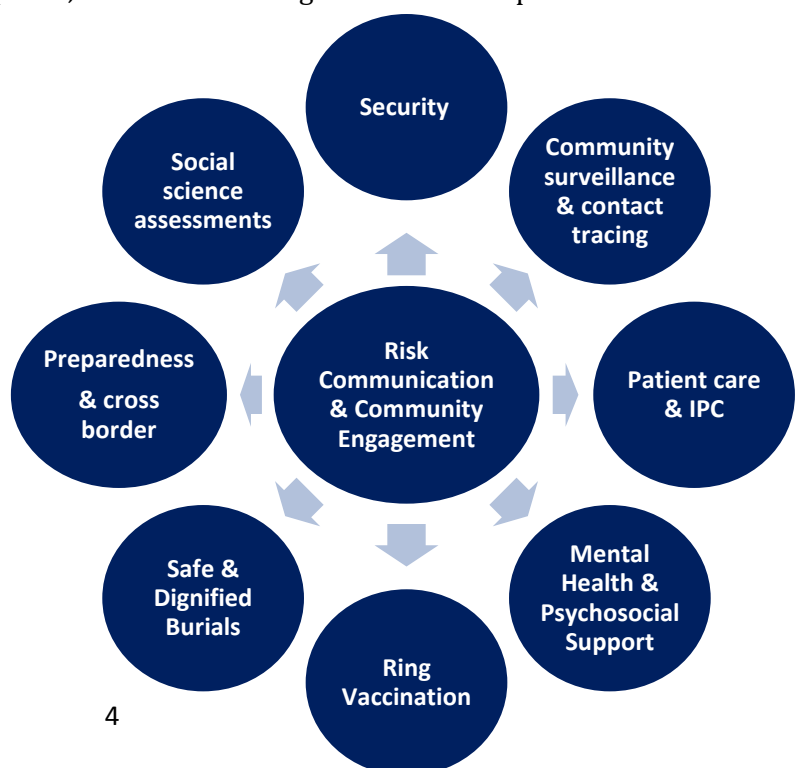 Security
Social
science
assessments
Community
surveillance
& contact
tracing
Preparedness
& cross
border
Risk
Communication
& Community
Engagement
Patient care
& IPC
Safe &
Dignified
Burials
Mental
Health &
Psychosocial
Support
Ring
Vaccination
4